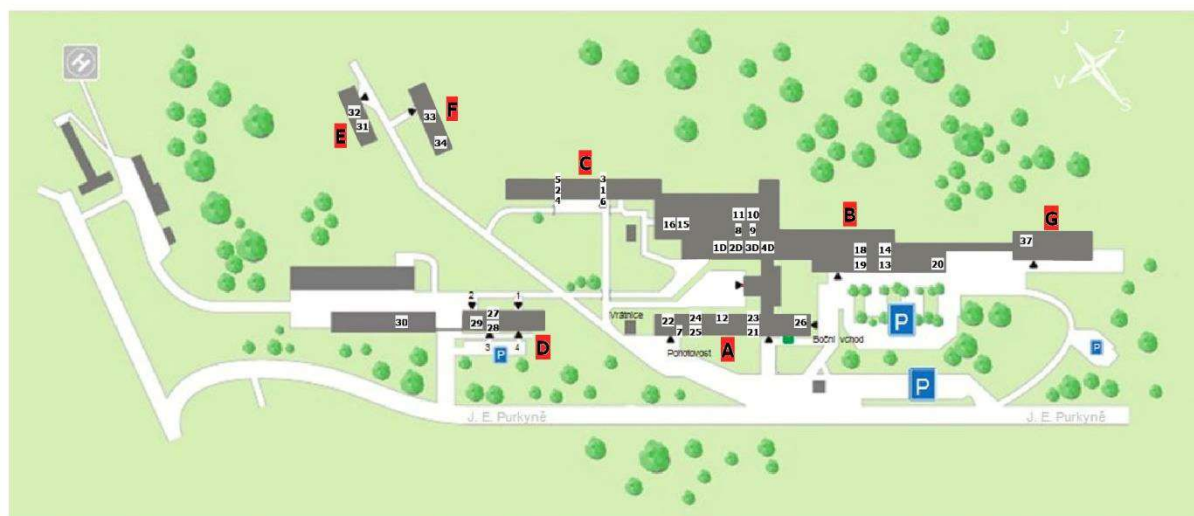 H
J Z
V S
E
32
31
F
33
34
C
5 3
2 1
4 6
16 15
11 10
8 9
1D 2D 3D 4D
B
18 14
19 13
20
G
37
2 1
30
29
27
28
3 4
D
P
Vrátnice
22
7
24
25
12
23
21
26
A
Pohotovost
Boční vchod
P
P
P
J. E. Purkyně
J. E. Purkyně